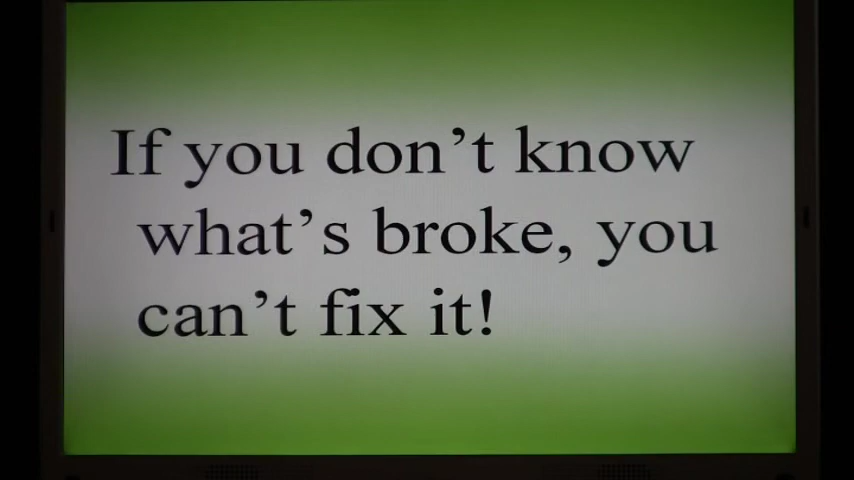 If you don’t know
what’s broke, you
can’t fix it!